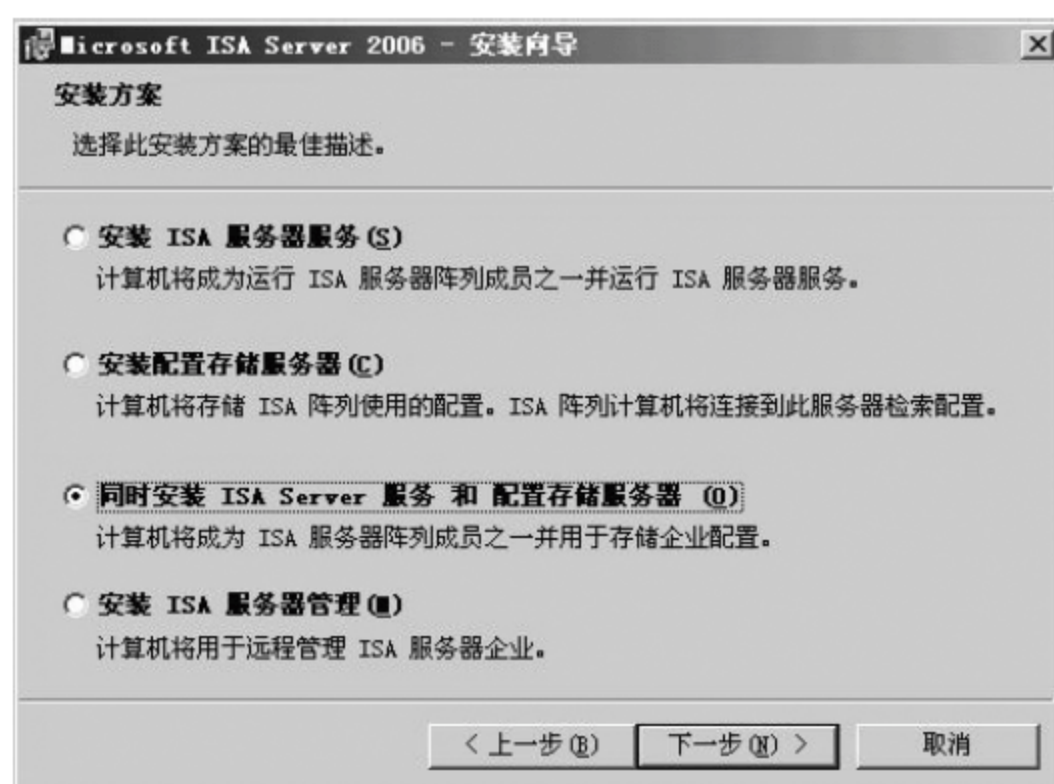 Microsoft ISA Server 2006 - 安装向导
安装方案
选择此安装方案的最佳描述。
安装 ISA 服务器服务(S)
计算机将成为运行 ISA 服务器阵列成员之一并运行 ISA 服务器服务。
安装配置存储服务器(C)
计算机将存储 ISA 阵列使用的配置。ISA 阵列计算机将连接到此服务器检索配置。
同时安装 ISA Server 服务 和 配置存储服务器 (O)
计算机将成为 ISA 服务器阵列成员之一并用于存储企业配置。
安装 ISA 服务器管理(M)
计算机将用于远程管理 ISA 服务器企业。
< 上一步(B) 下一步(N) > 取消